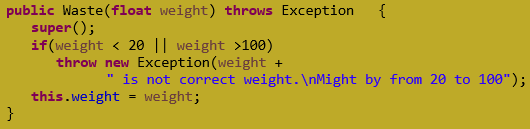 public Waste(float weight) throws Exception {
super();
if(weight < 20 || weight >100)
throw new Exception(weight +
" is not correct weight.\nMight by from 20 to 100");
this.weight = weight;
}